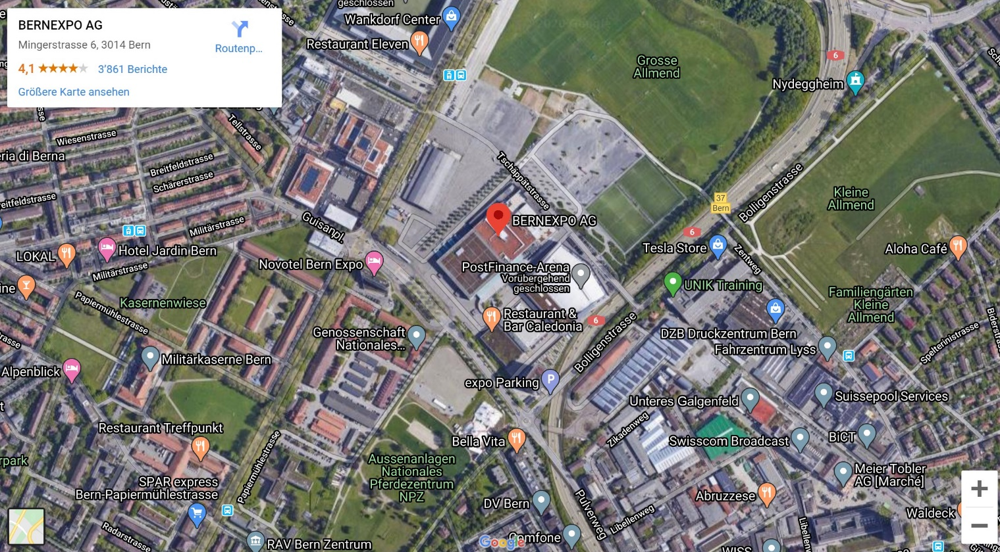 BERNEXPO AG
Mingerstrasse 6, 3014 Bern
4,1
3'861 Berichte
Größere Karte ansehen
Routenp...
geschlossen
Wankdorf Center
Restaurant Eleven
Grosse
Allmend
6
Nydeggheim
Tellstrasse
Wiesenstrasse
eria di Berna
Breitfeldstrasse
Schärerstrasse
reitfeldstrasse
Militärstrasse
Guisanpl.
Tschäppätstrasse
BERNEXPO AG
37
Bern
Bolligenstrasse
Kleine
Allmend
6
LOKAL
Hotel Jardin Bern
Militärstrasse
Novotel Bern Expo
Tesla Store
Zentweg
Aloha Café
PostFinance-Arena
Vorübergehend
geschlossen
UNIK Training
ine
Kasernenwiese
Papiermühlestrasse
Familiengärten
Kleine
Allmend
Restaurant &
Bar Caledonia
6
Genossenschaft
Nationales...
DZB Druckzentrum Bern
Fahrzentrum Lyss
Spelterinistrasse
Bolligenstrasse
Militärkaserne Bern
Alpenblick
expo Parking
Unteres Galgenfeld
Suissepool Services
Restaurant Treffpunkt
Bella Vita
Zikadenweg
Swisscom Broadcast
BiCT
rpark
Papiermühlestrasse
Aussenanlagen
Nationales
Pferdezentrum
NPZ
SPAR express
Bern-Papiermühlestrasse
Meier Tobler
AG [Marché]
DV Bern
Pulverweg
Abruzzese
Libellenweg
Waldeck
Radarstrasse
RAV Bern Zentrum
Google
Comfone
WISS